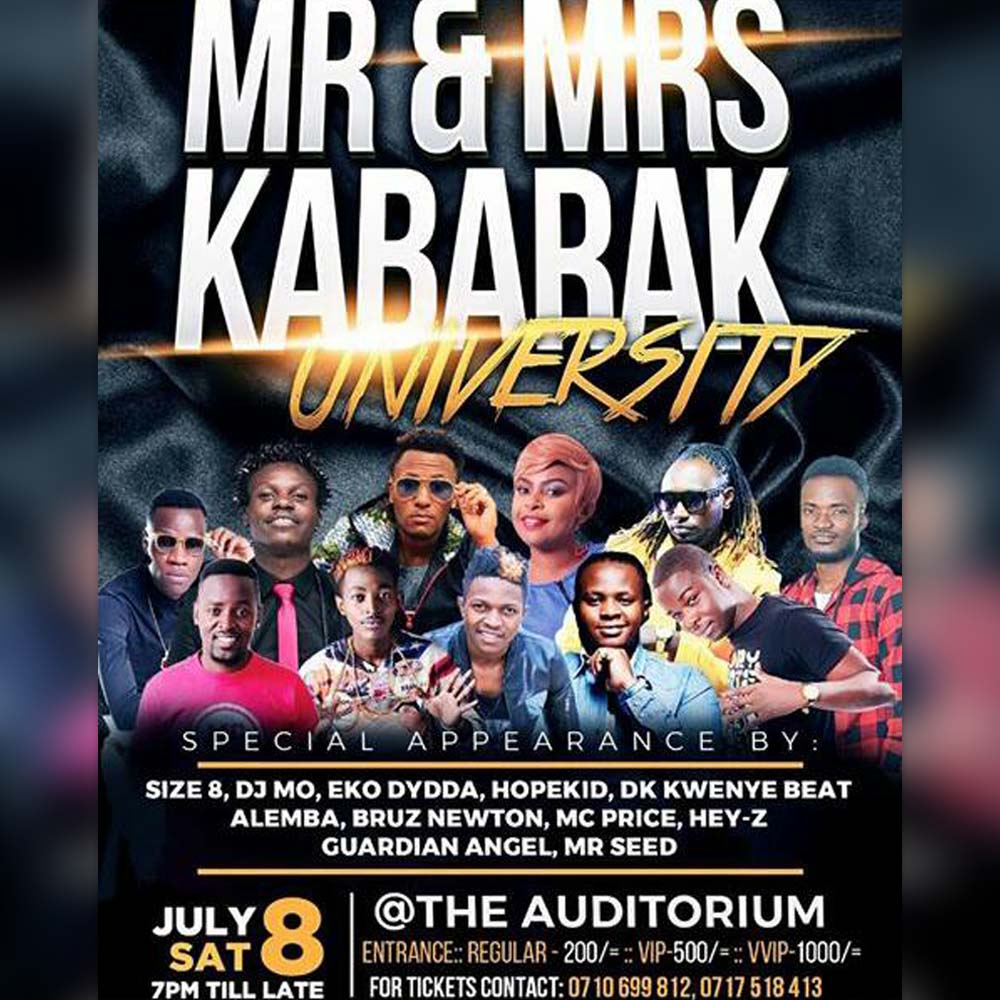 MR & MRS
KABARAK
UNIVERSITY
SPECIAL APPEARANCE BY:
SIZE 8, DJ MO, EKO DYDDA, HOPEKID, DK KWENYE BEAT
ALEMBA, BRUZ NEWTON, MC PRICE, HEY-Z
GUARDIAN ANGEL, MR SEED
JULY 8
SAT
7PM TILL LATE
@THE AUDITORIUM
ENTRANCE:: REGULAR - 200/= :: VIP-500/= :: VVIP-1000/=
FOR TICKETS CONTACT: 0710 699 812, 0717 518 413